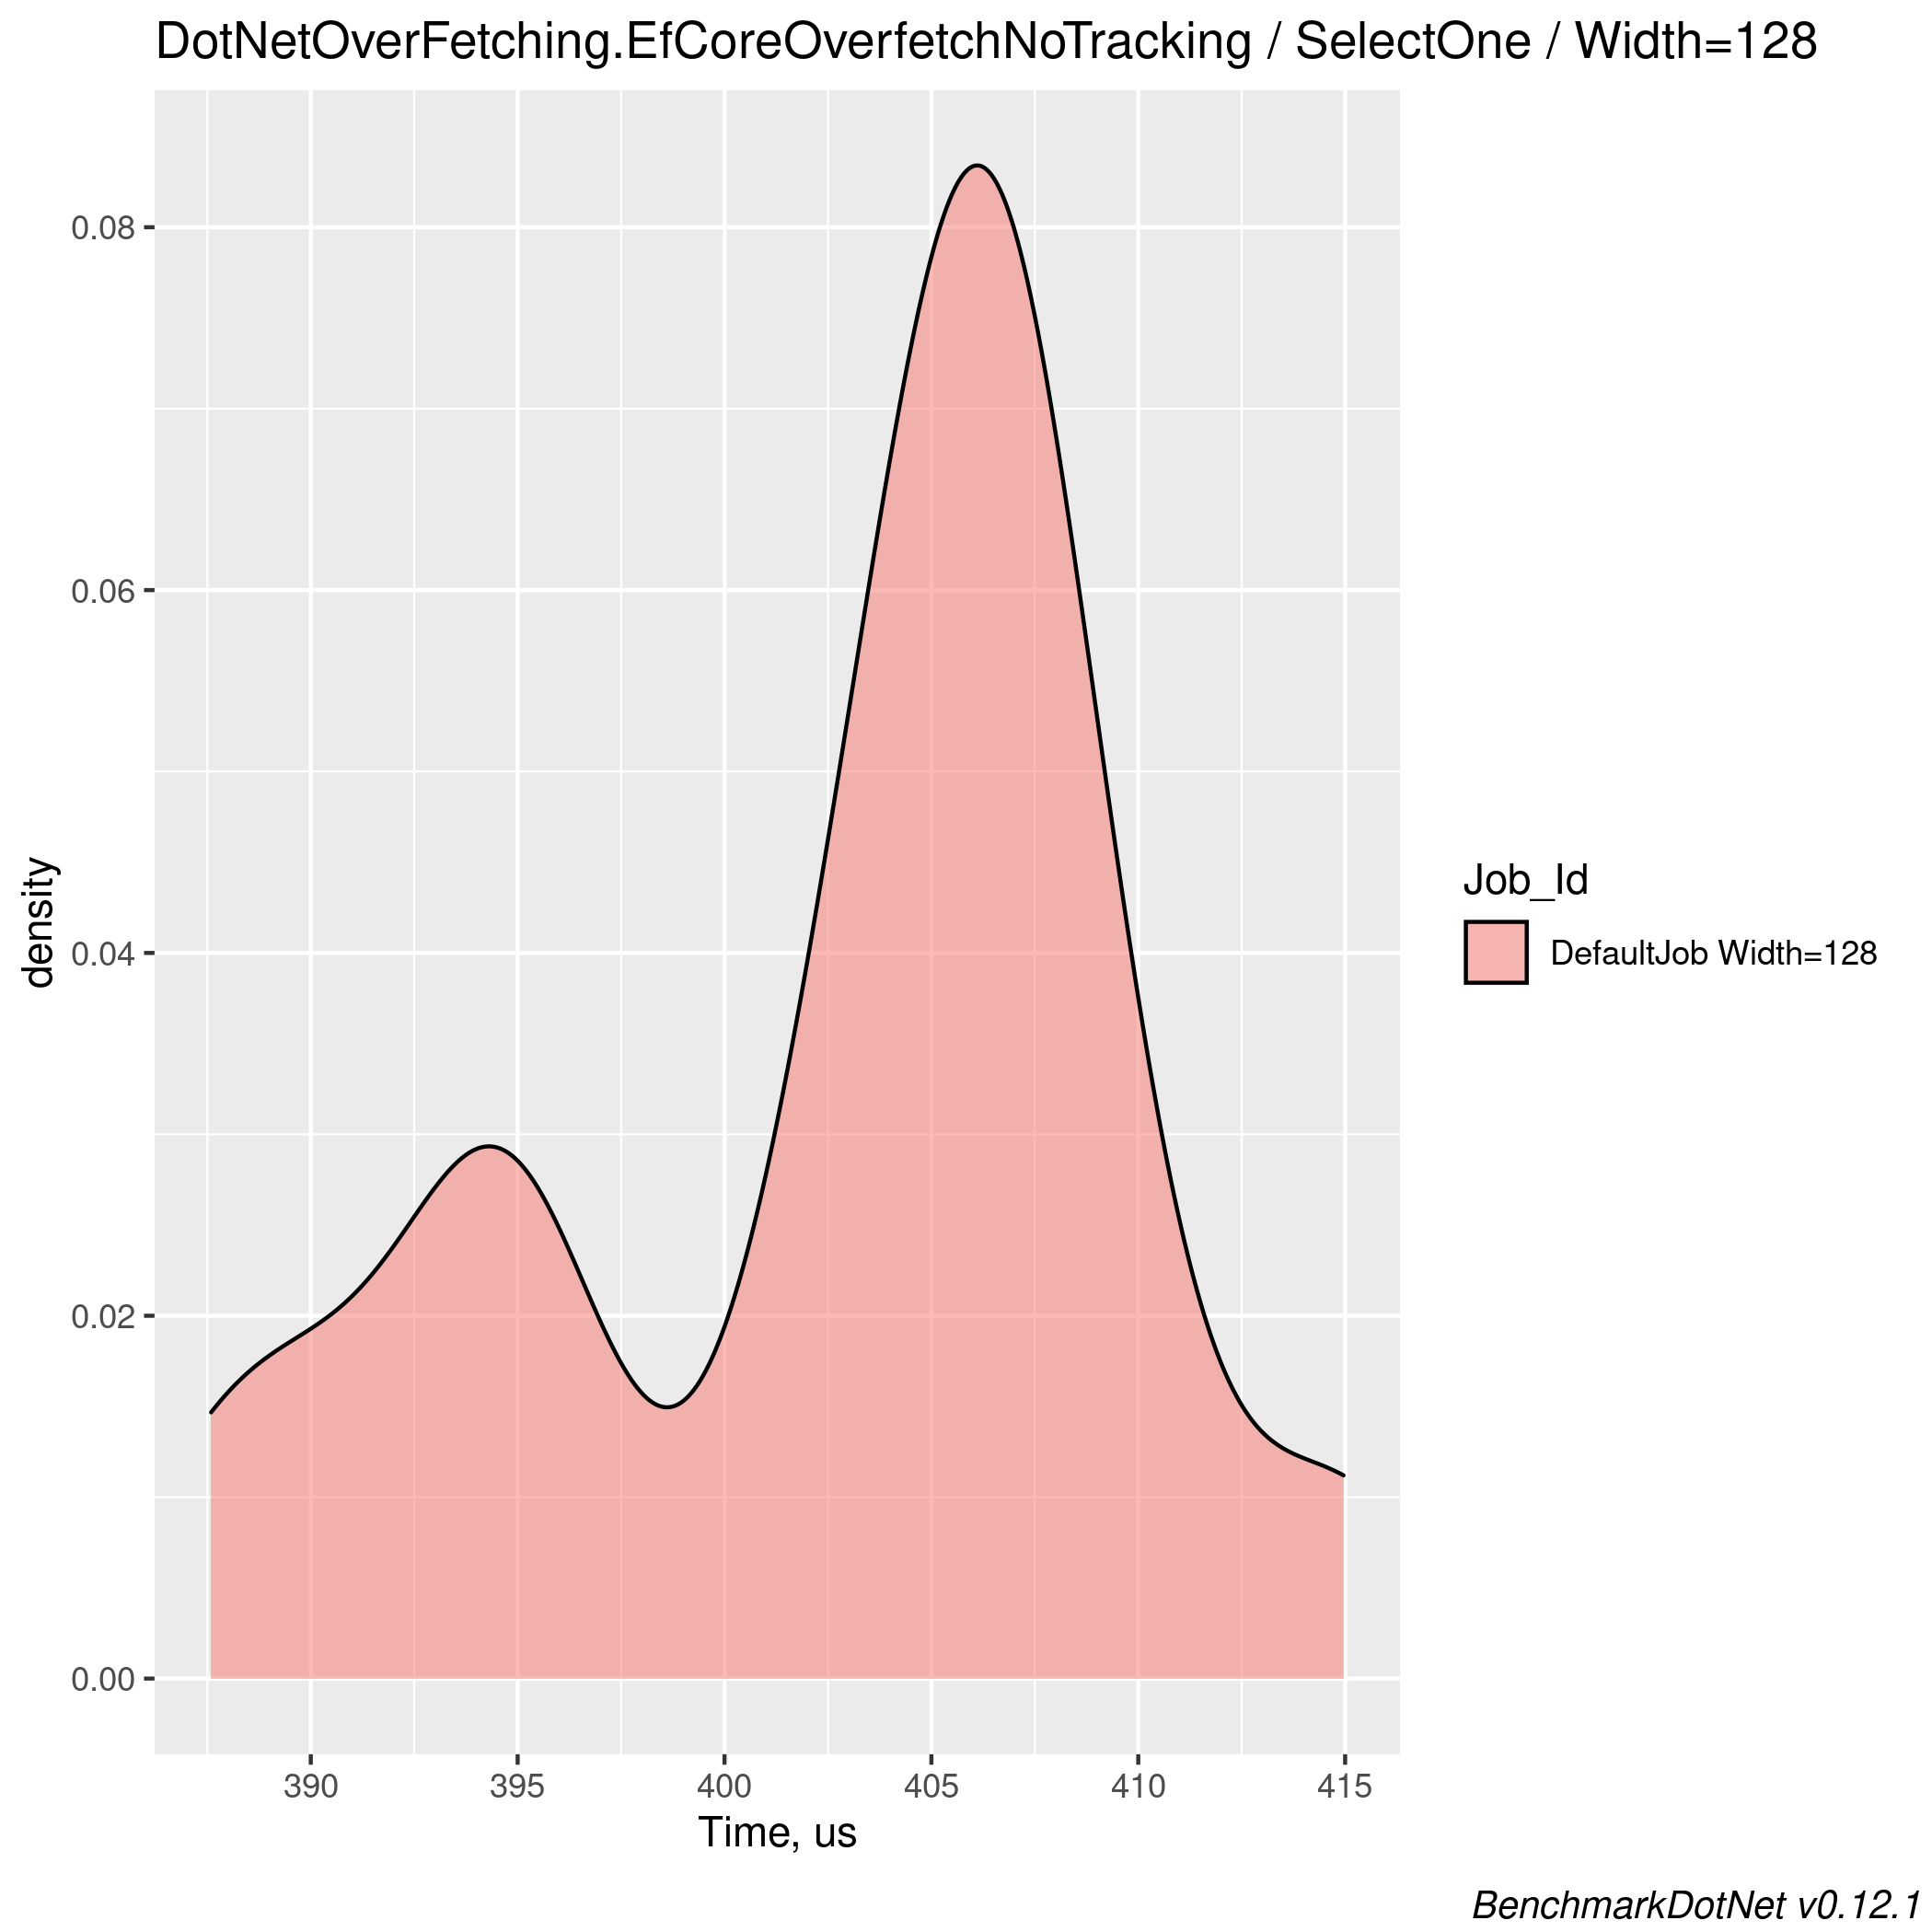 DotNetOverFetching.EfCoreOverfetchNoTracking / SelectOne / Width=128
density
0.08
0.06
0.04
0.02
0.00
390 395 400 405 410 415
Time, us
Job_Id
DefaultJob Width=128
BenchmarkDotNet v0.12.1